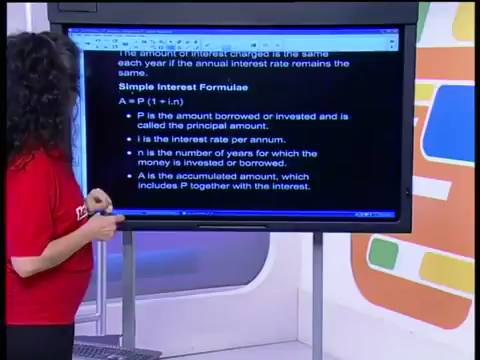 The amount of interest charged is the same
each year if the annual interest rate remains the
same.
Simple Interest Formulae
A = P (1 + i.n)
• P is the amount borrowed or invested and is
called the principal amount.
• i is the interest rate per annum.
• n is the number of years for which the
money is invested or borrowed.
• A is the accumulated amount, which
includes P together with the interest.